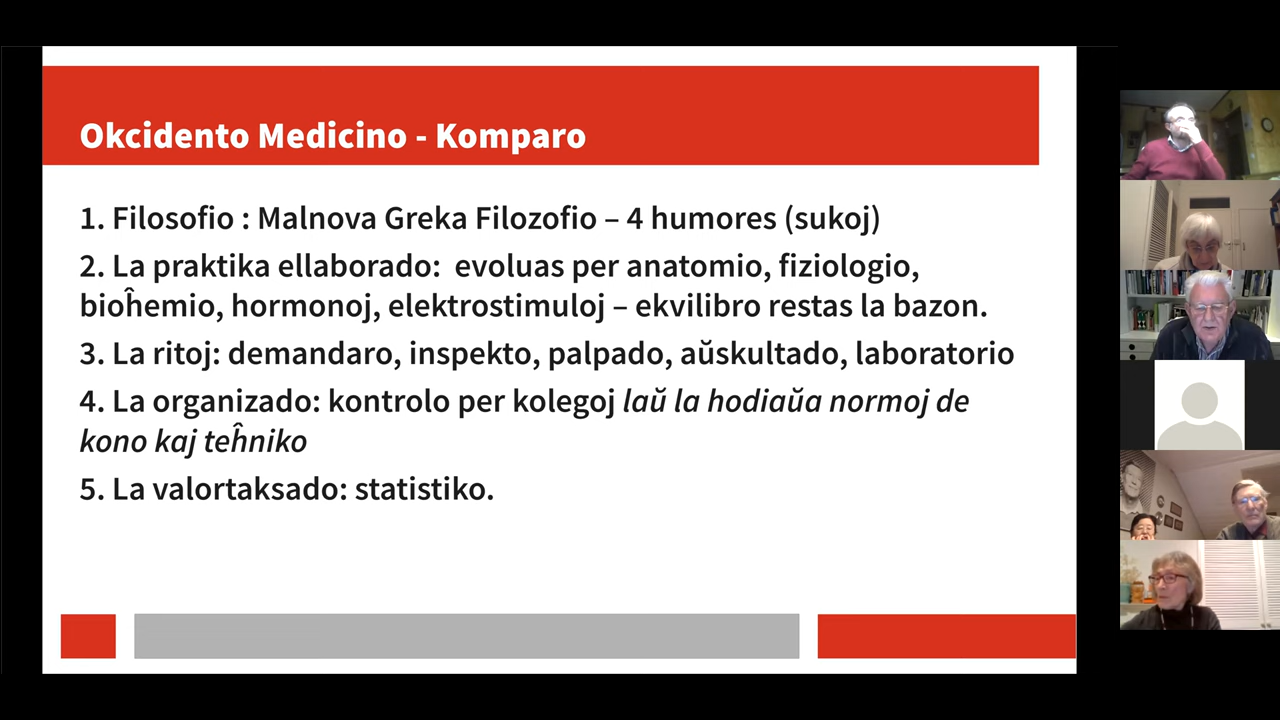 Okcidento Medicino - Komparo
1. Filosofio : Malnova Greka Filozofio – 4 humores (sukoj)
2. La praktika ellaborado: evoluas per anatomio, fiziologio,
bioĥemio, hormonoj, elektrostimuloj – ekvilibro restas la bazon.
3. La ritoj: demandaro, inspekto, palpado, aŭskultado, laboratorio
4. La organizado: kontrolo per kolegoj laŭ la hodiaŭa normoj de
kono kaj teĥniko
5. La valortaksado: statistiko.